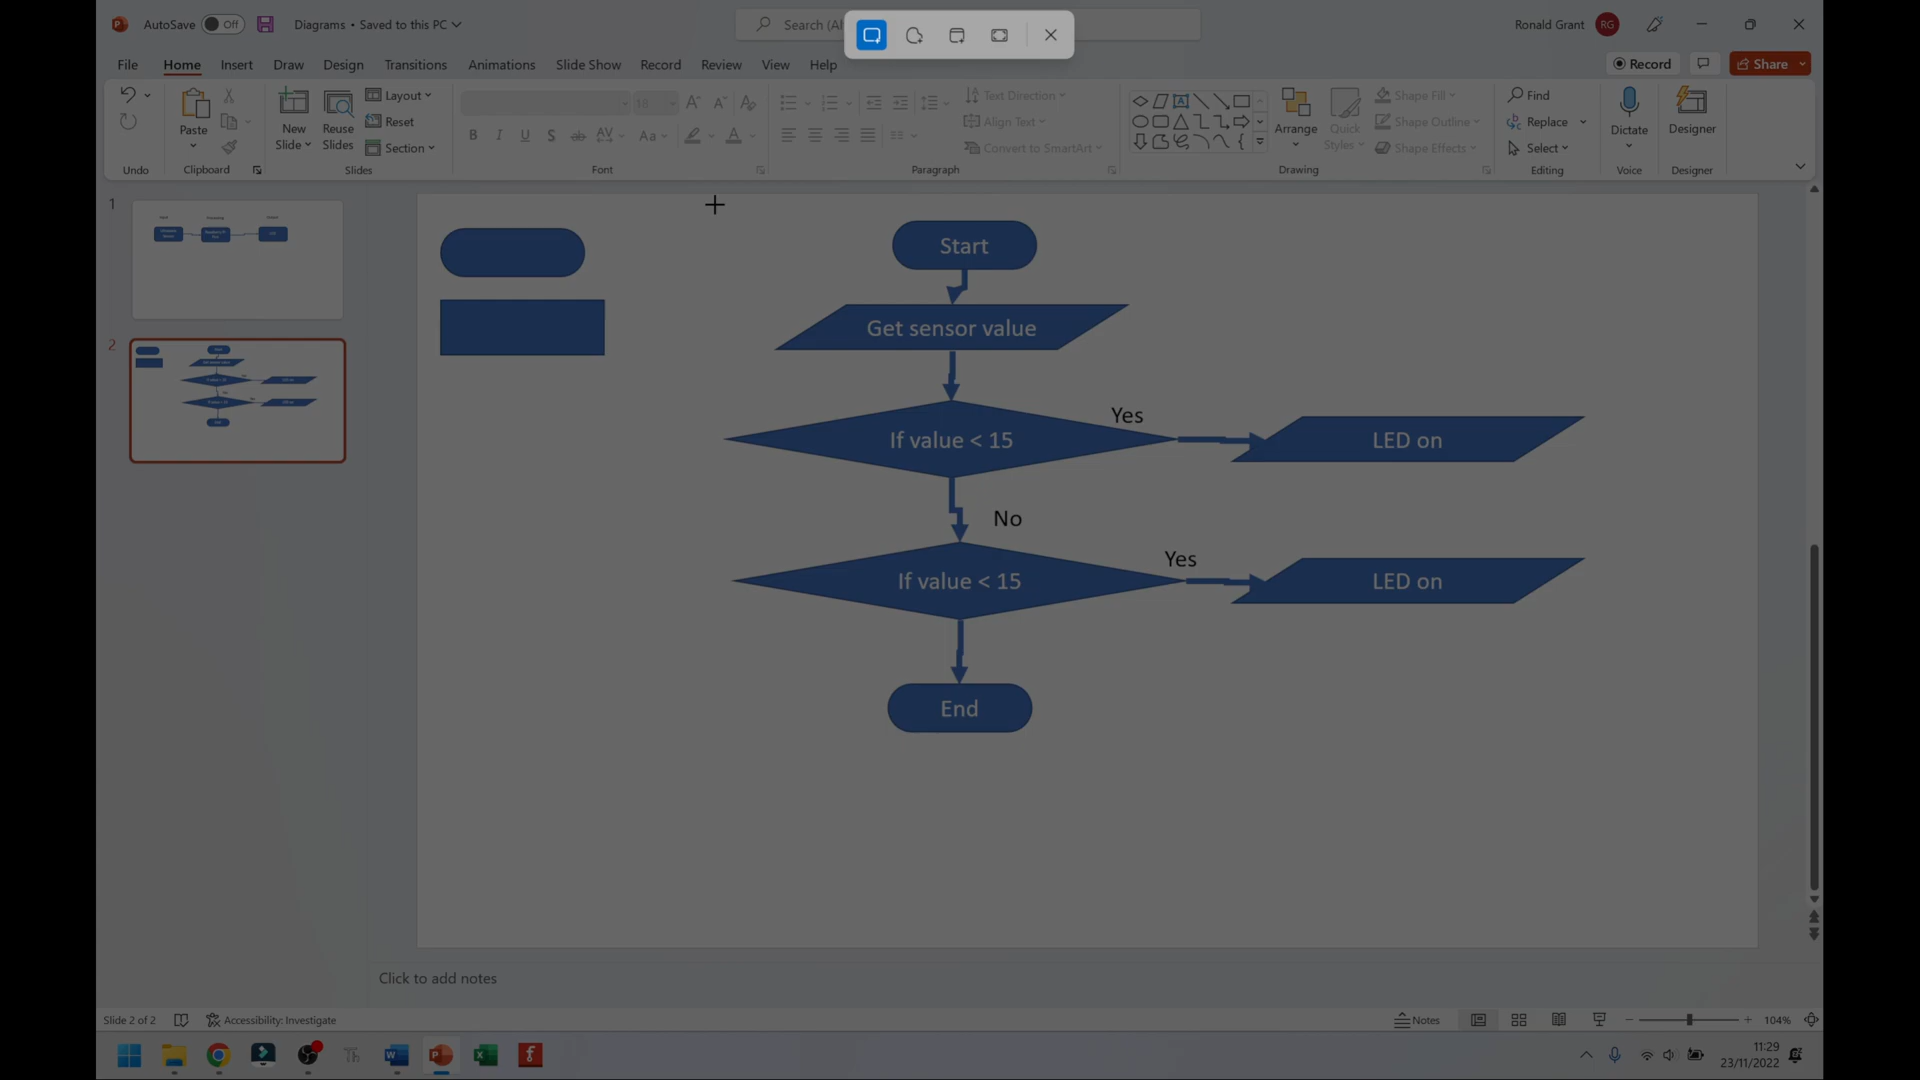 AutoSave Off Diagrams • Saved to this PC Search (Al Ronald Grant RG
File Home Insert Draw Design Transitions Animations Slide Show Record Review View Help Record Share
Paste
New Slide
Reuse Slides
Layout
Reset
Section
18
B I U S ab AV Aa A
Text Direction
Align Text
Convert to SmartArt
Arrange
Quick Styles
Shape Fill
Shape Outline
Shape Effects
Find
Replace
Select
Dictate
Designer
Undo Clipboard Slides Font Paragraph Drawing Editing Voice Designer
1
2
Start
Get sensor value
If value < 15
Yes
LED on
No
If value < 15
Yes
LED on
End
Click to add notes
Slide 2 of 2 Accessibility: Investigate Notes 104%
11:29
23/11/2022